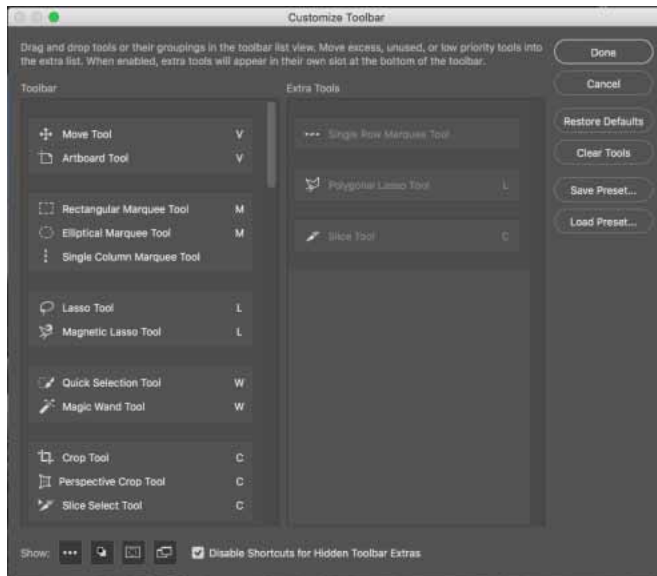 Customize Toolbar
Drag and drop tools or their groupings in the toolbar list view. Move excess, unused, or low priority tools into
the extra list. When enabled, extra tools will appear in their own slot at the bottom of the toolbar.
Done
Cancel
Restore Defaults
Clear Tools
Save Preset...
Load Preset...
Toolbar
Move Tool V
Artboard Tool V
Rectangular Marquee Tool M
Elliptical Marquee Tool M
Single Column Marquee Tool
Lasso Tool L
Magnetic Lasso Tool L
Quick Selection Tool W
Magic Wand Tool W
Crop Tool C
Perspective Crop Tool C
Slice Select Tool C
Extra Tools
Single Row Marquee Tool
Polygonal Lasso Tool L
Slice Tool C
Show:
Disable Shortcuts for Hidden Toolbar Extras